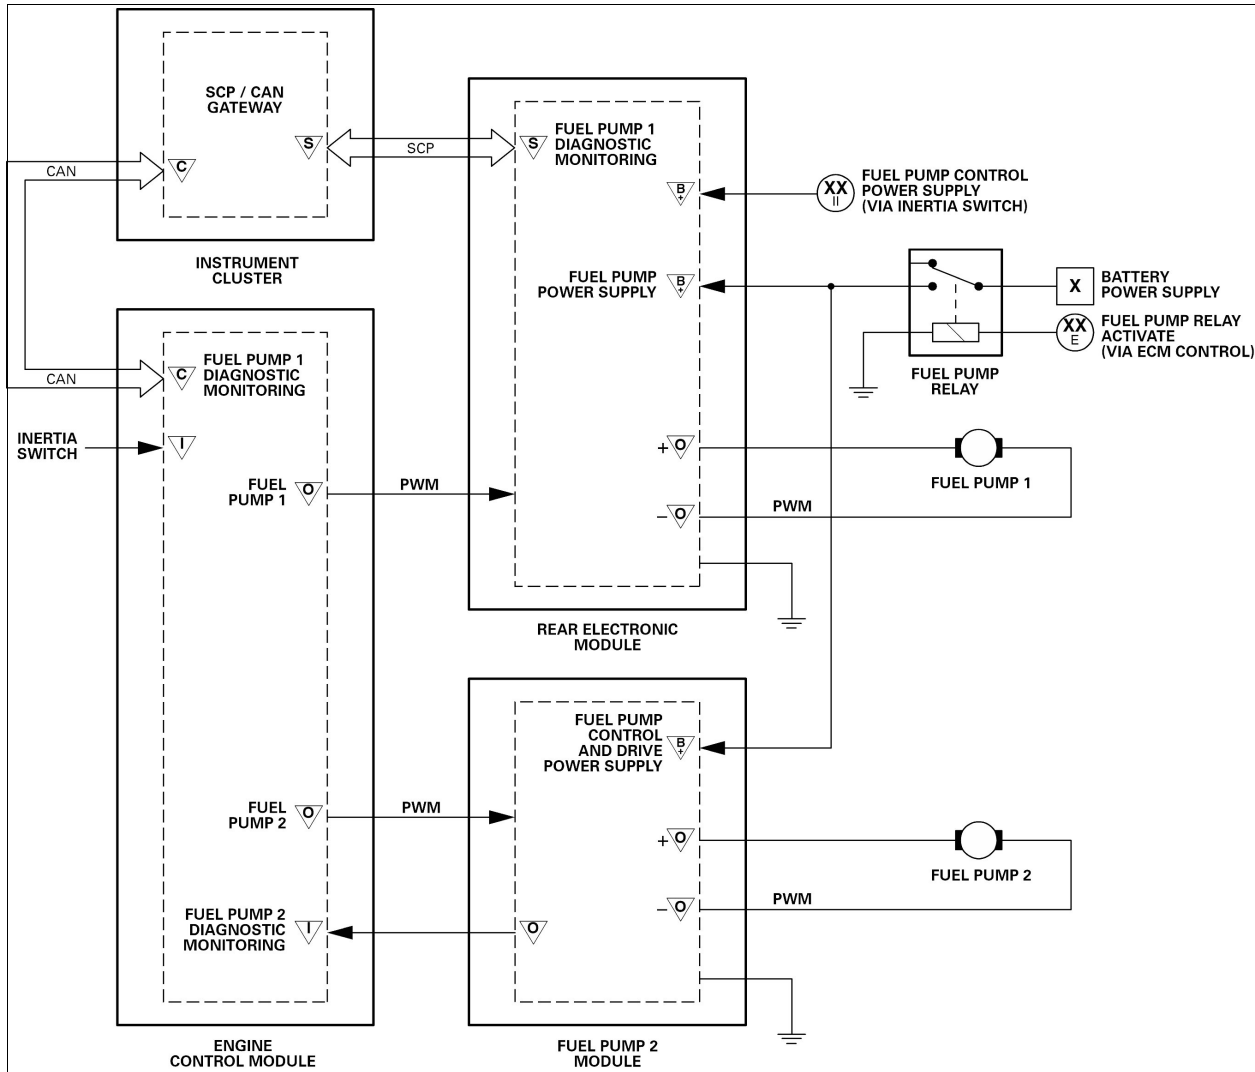 SCP / CAN
GATEWAY
S
C
CAN
SCP
INSTRUMENT
CLUSTER
S
FUEL PUMP 1
DIAGNOSTIC
MONITORING
B
+
XX
II
FUEL PUMP CONTROL
POWER SUPPLY
(VIA INERTIA SWITCH)
FUEL PUMP
POWER SUPPLY
B
+
X
BATTERY
POWER SUPPLY
XX
E
FUEL PUMP RELAY
ACTIVATE
(VIA ECM CONTROL)
FUEL PUMP
RELAY
CAN
C
FUEL PUMP 1
DIAGNOSTIC
MONITORING
INERTIA
SWITCH
I
FUEL
PUMP 1
O
PWM
+ O
FUEL PUMP 1
– O
PWM
REAR ELECTRONIC
MODULE
FUEL PUMP
CONTROL
AND DRIVE
POWER SUPPLY
B
+
FUEL
PUMP 2
O
PWM
+ O
FUEL PUMP 2
– O
PWM
FUEL PUMP 2
DIAGNOSTIC
MONITORING
I
O
ENGINE
CONTROL MODULE
FUEL PUMP 2
MODULE